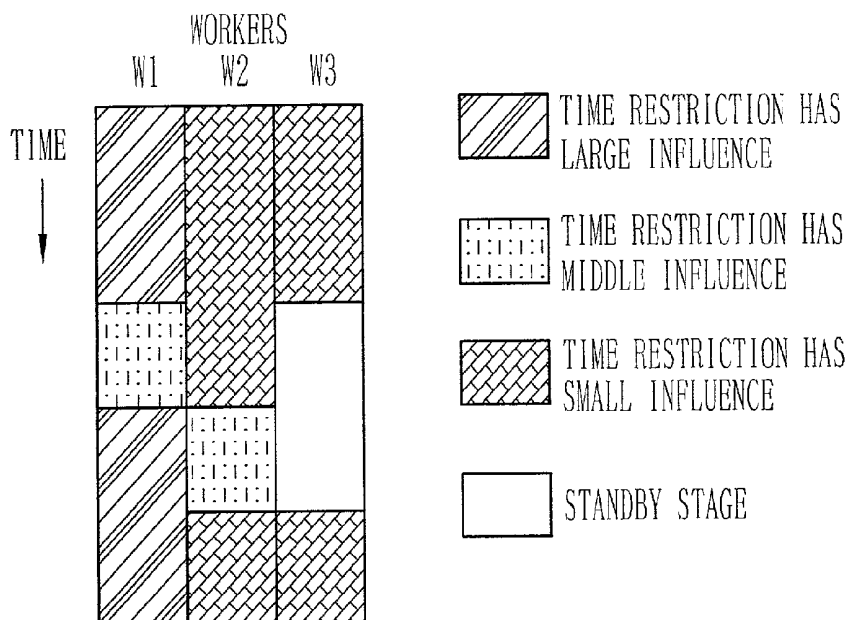 WORKERS
W1 W2 W3
TIME
TIME RESTRICTION HAS
LARGE INFLUENCE
TIME RESTRICTION HAS
MIDDLE INFLUENCE
TIME RESTRICTION HAS
SMALL INFLUENCE
STANDBY STAGE